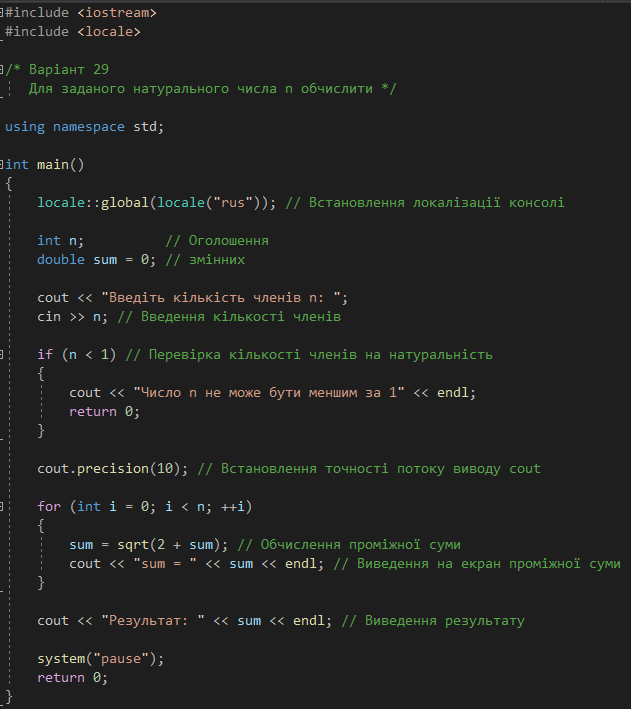 #include <iostream>
#include <locale>
/* Варіант 29
Для заданого натурального числа n обчислити */
using namespace std;
int main()
{
locale::global(locale("rus")); // Встановлення локалізації консолі
int n; // Оголошення
double sum = 0; // змінних
cout << "Введіть кількість членів n: ";
cin >> n; // Введення кількості членів
if (n < 1) // Перевірка кількості членів на натуральність
{
cout << "Число n не може бути меншим за 1" << endl;
return 0;
}
cout.precision(10); // Встановлення точності потоку виводу cout
for (int i = 0; i < n; ++i)
{
sum = sqrt(2 + sum); // Обчислення проміжної суми
cout << "sum = " << sum << endl; // Виведення на екран проміжної суми
}
cout << "Результат: " << sum << endl; // Виведення результату
system("pause");
return 0;
}